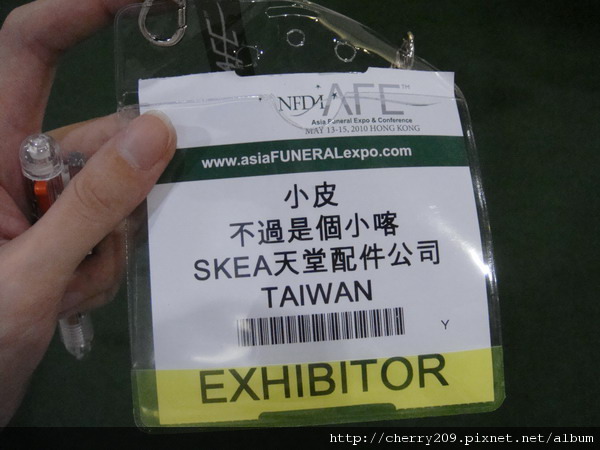 NFDA AFE™
Asia Funeral Expo & Conference
MAY 13-15, 2010 HONG KONG
www.asiaFUNERALexpo.com
小皮
不過是個小喀
SKEA天堂配件公司
TAIWAN
Y
EXHIBITOR
http://cherry209.pixnet.net/album